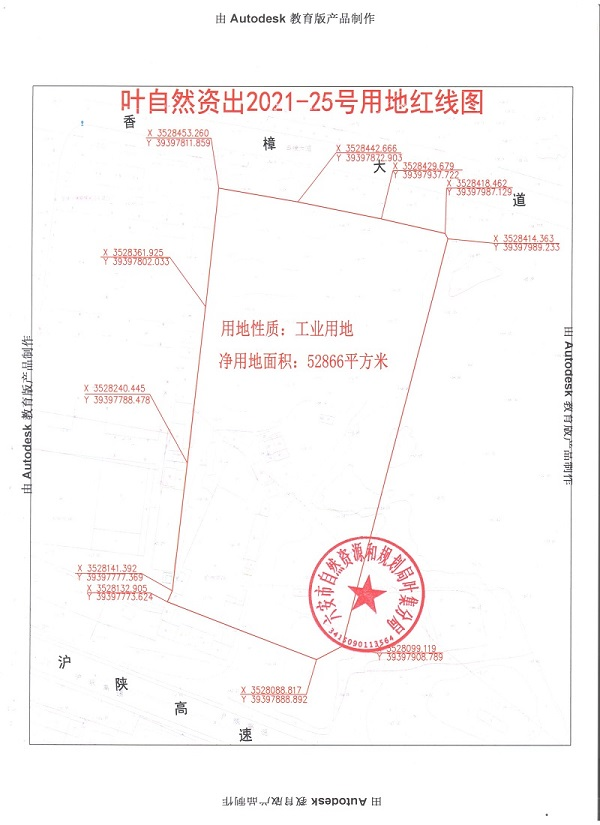 由 Autodesk 教育版产品制作
叶自然资出2021-25号用地红线图
香
樟
大
道
X 3528453.260
Y 39397811.859
X 3528442.666
Y 39397872.903
X 3528429.679
Y 39397937.722
X 3528418.462
Y 39397987.129
X 3528414.363
Y 39397989.233
X 3528361.925
Y 39397802.033
用地性质：工业用地
净用地面积：52866平方米
由 Autodesk 教育版产品制作
由 Autodesk 教育版产品制作
X 3528240.445
Y 39397788.478
X 3528141.392
Y 39397777.369
X 3528132.905
Y 39397773.624
六安市自然资源和规划局叶集分局
3415090113564
X 3528099.119
Y 39397908.789
X 3528088.817
Y 39397888.892
沪
陕
高
速
由 Autodesk 教育版产品制作